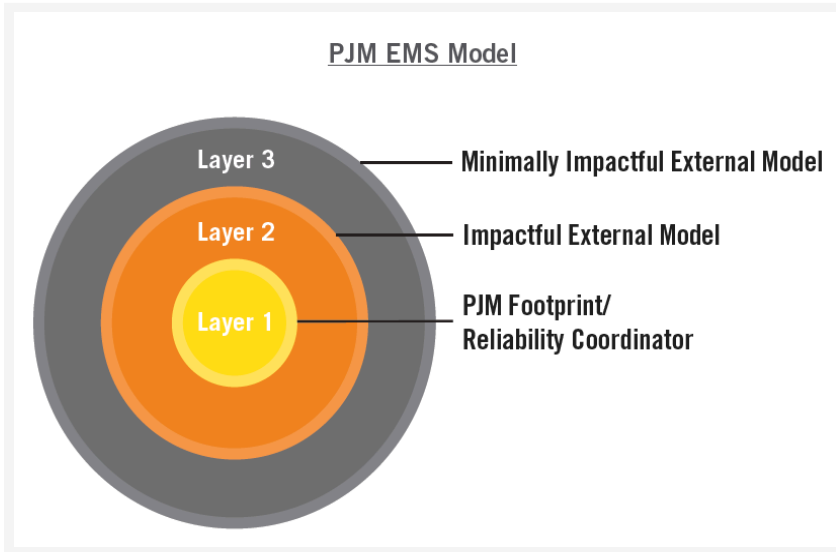 PJM EMS Model
Layer 3
Minimally Impactful External Model
Layer 2
Impactful External Model
Layer 1
PJM Footprint/
Reliability Coordinator